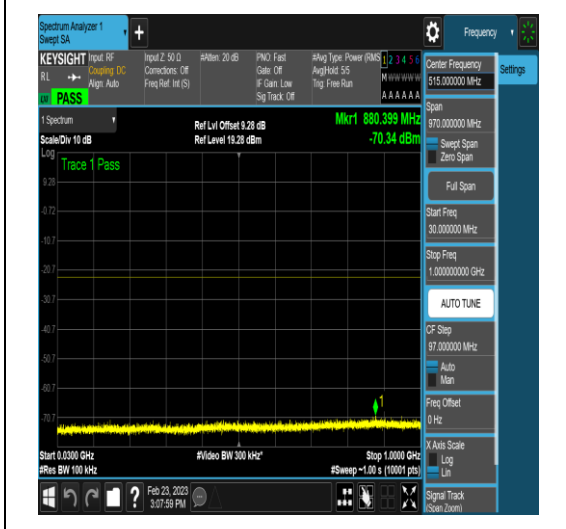 Spectrum Analyzer 1
Swept SA
+
Frequency
KEYSIGHT
RL
PASS
Input: RF
Coupling: DC
Align: Auto
Input Z: 50 Ω
Corrections: Off
Freq Ref: Int (S)
#Atten: 20 dB
PNO: Fast
Gate: Off
IF Gain: Low
Sig Track: Off
#Avg Type: Power (RMS
Avg|Hold: 5/5
Trig: Free Run
1 2 3 4 5 6
M w w w w w
A A A A A A
1 Spectrum
Scale/Div 10 dB
Log
Ref Lvl Offset 9.28 dB
Ref Level 19.28 dBm
Mkr1 880.399 MHz
-70.34 dBm
Trace 1 Pass
9.28
-0.72
-10.7
-20.7
-30.7
-40.7
-50.7
-60.7
-70.7
1
Start 0.0300 GHz
#Res BW 100 kHz
#Video BW 300 kHz*
Stop 1.0000 GHz
#Sweep ~1.00 s (10001 pts)
?
Feb 23, 2023
3:07:59 PM
Center Frequency
515.000000 MHz
Settings
Span
970.000000 MHz
Swept Span
Zero Span
Full Span
Start Freq
30.000000 MHz
Stop Freq
1.000000000 GHz
AUTO TUNE
CF Step
97.000000 MHz
Auto
Man
Freq Offset
0 Hz
X Axis Scale
Log
Lin
Signal Track
(Span Zoom)